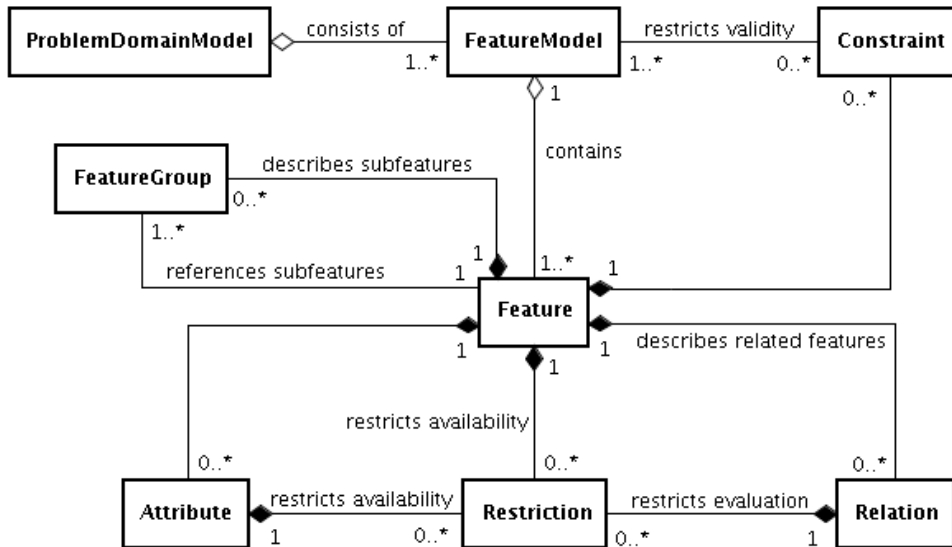 ProblemDomainModel
consists of
1..*
FeatureModel
restricts validity
1..*
0..*
Constraint
1
0..*
contains
FeatureGroup
describes subfeatures
0..*
1..*
references subfeatures
1
1
1..*
1
Feature
1
1
1
describes related features
restricts availability
0..*
0..*
0..*
Attribute
restricts availability
1
0..*
Restriction
restricts evaluation
0..*
1
Relation